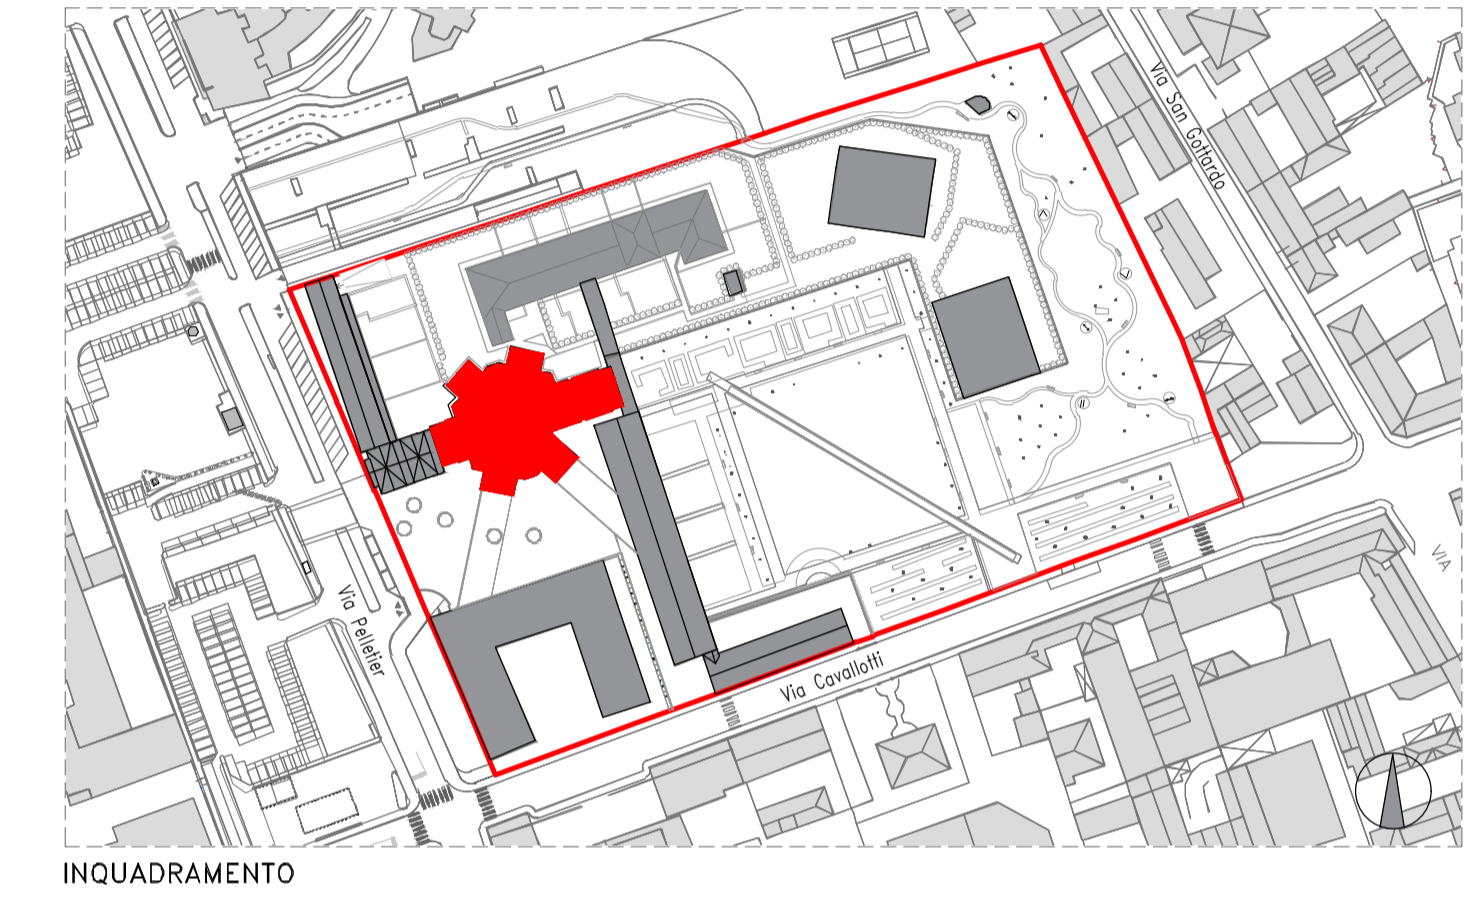 Via San Gottardo
Via Pelletier
Via Cavallotti
VIA
INQUADRAMENTO